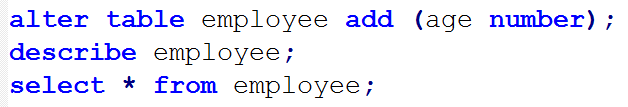 alter table employee add (age number);
describe employee;
select * from employee;